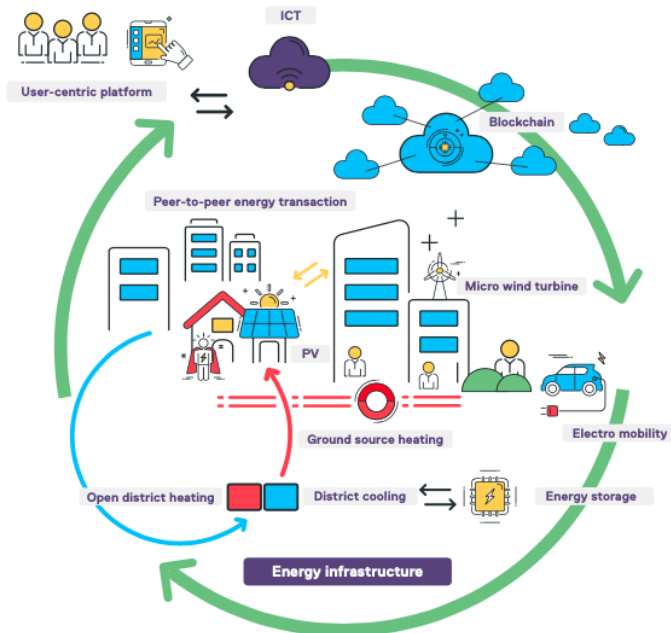 ICT
User-centric platform
Blockchain
Peer-to-peer energy transaction
Micro wind turbine
PV
Electro mobility
Ground source heating
Open district heating
District cooling
Energy storage
Energy infrastructure